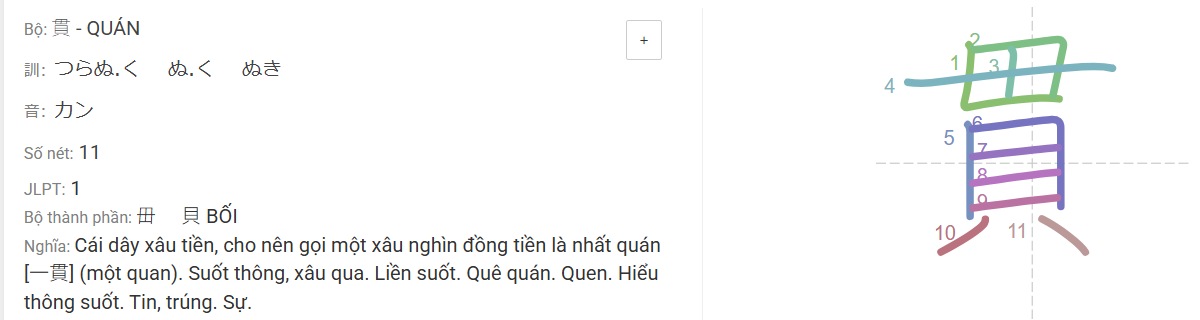 Bộ: 貫 - QUÁN
+
訓: つらぬ.く ぬ.く ぬき
音: カン
Số nét: 11
JLPT: 1
Bộ thành phần: 毌 貝 BỐI
Nghĩa: Cái dây xâu tiền, cho nên gọi một xâu nghìn đồng tiền là nhất quán
[一貫] (một quan). Suốt thông, xâu qua. Liền suốt. Quê quán. Quen. Hiểu
thông suốt. Tin, trúng. Sự.
貫
1
2
3
4
5
6
7
8
9
10
11